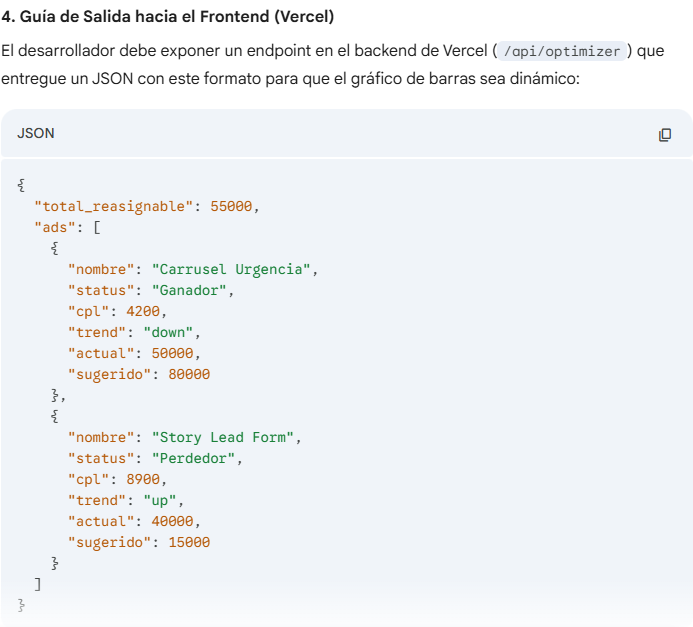 4. Guía de Salida hacia el Frontend (Vercel)
El desarrollador debe exponer un endpoint en el backend de Vercel ( /api/optimizer ) que
entregue un JSON con este formato para que el gráfico de barras sea dinámico:
JSON
{
  "total_reasignable": 55000,
  "ads": [
    {
      "nombre": "Carrusel Urgencia",
      "status": "Ganador",
      "cpl": 4200,
      "trend": "down",
      "actual": 50000,
      "sugerido": 80000
    },
    {
      "nombre": "Story Lead Form",
      "status": "Perdedor",
      "cpl": 8900,
      "trend": "up",
      "actual": 40000,
      "sugerido": 15000
    }
  ]
}